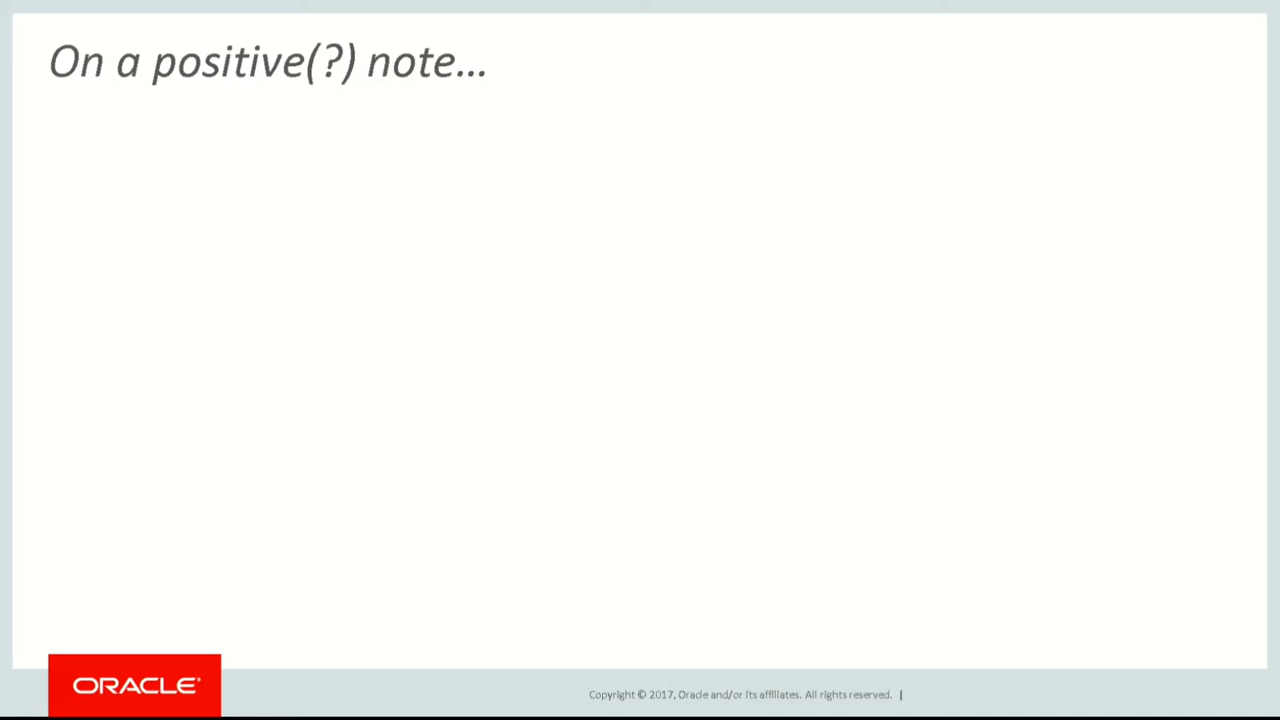 On a positive(?) note...
ORACLE®
Copyright © 2017, Oracle and/or its affiliates. All rights reserved. |